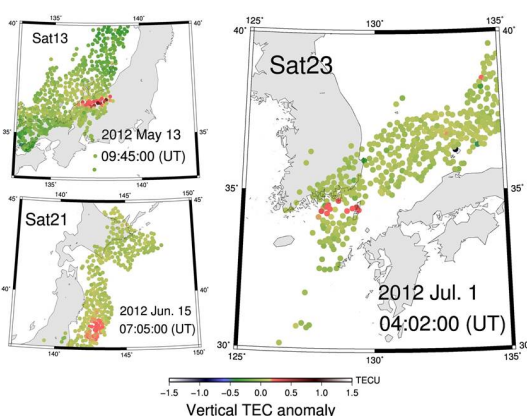 135° 140°
40° 40°
Sat13
35° 35°
2012 May 13
09:45:00 (UT)
135° 140°
140° 145° 150°
45° 45°
Sat21
40° 40°
2012 Jun. 15
07:05:00 (UT)
140° 145° 150°
125° 130° 135°
40° 40°
Sat23
35° 35°
2012 Jul. 1
04:02:00 (UT)
30°
125° 130° 135°
TECU
−1.5 −1.0 −0.5 0.0 0.5 1.0 1.5
Vertical TEC anomaly